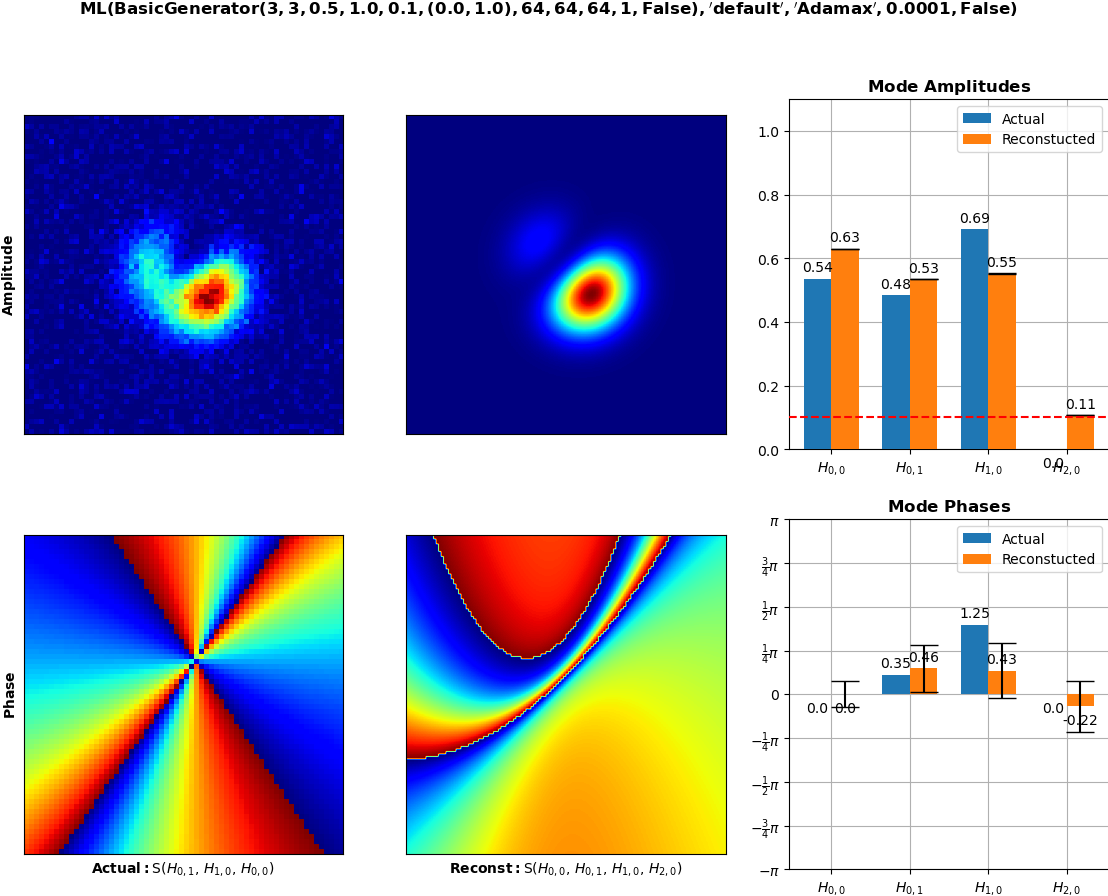 ML(BasicGenerator(3, 3, 0.5, 1.0, 0.1, (0.0, 1.0), 64, 64, 64, 1, False), 'default', 'Adamax', 0.0001, False)
Amplitude
Mode Amplitudes
Actual
Reconstucted
1.0
0.8
0.6
0.4
0.2
0.0
0.54
0.63
0.48
0.53
0.69
0.55
0.0
0.11
H0,0
H0,1
H1,0
H2,0
Phase
Actual: S(H0,1, H1,0, H0,0)
Reconst: S(H0,0, H0,1, H1,0, H2,0)
Mode Phases
Actual
Reconstucted
π
3/4π
1/2π
1/4π
0
−1/4π
−1/2π
−3/4π
−π
0.0
0.0
0.35
0.46
1.25
0.43
0.0
-0.22
H0,0
H0,1
H1,0
H2,0